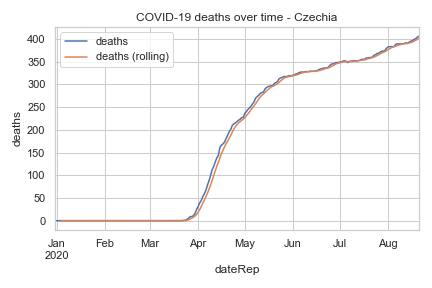 COVID-19 deaths over time - Czechia
deaths
deaths (rolling)
400
350
300
250
200
150
100
50
0
deaths
Jan Feb Mar Apr May Jun Jul Aug
2020
dateRep